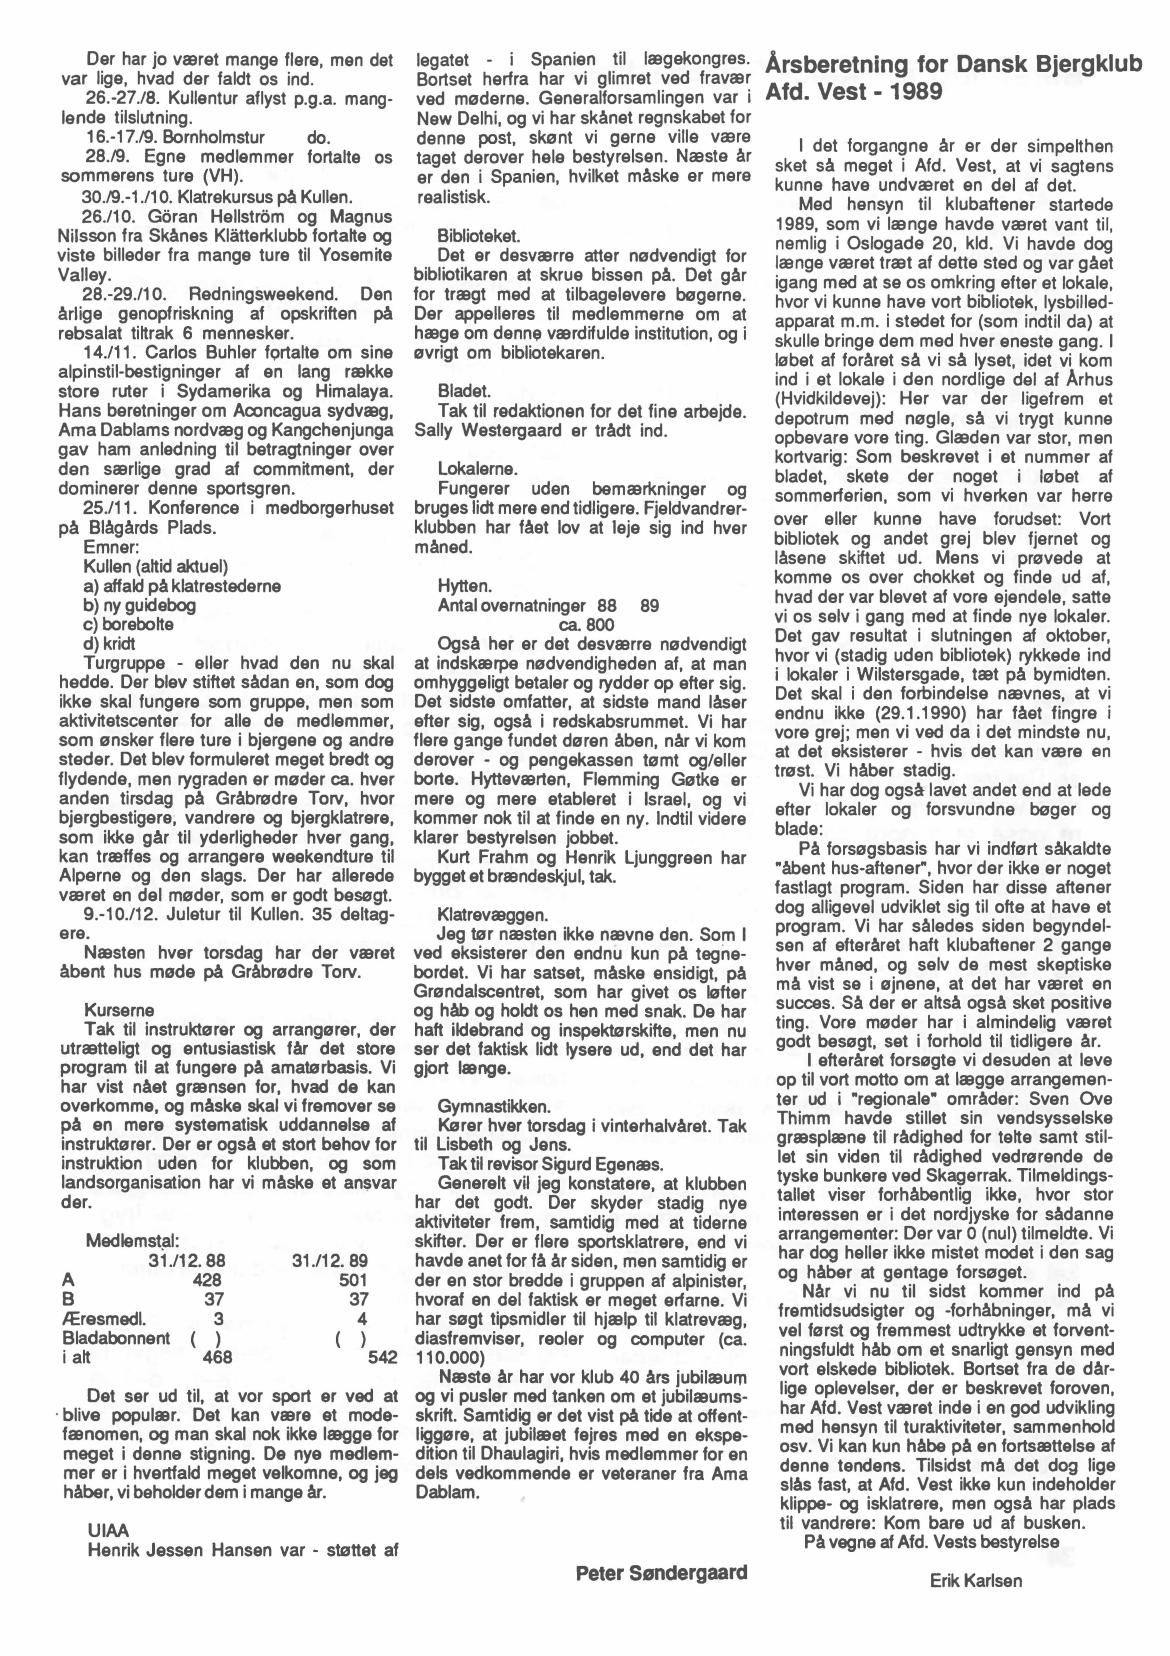 Der har jo været mange flere, men det
var lige, hvad der faldt os ind.
26.-27./8. Kullentur aflyst p.g.a. mang-
lende tilslutning.
16.-17./9. Bornholmstur do.
28./9. Egne medlemmer fortalte os
sommerens ture (VH).
30./9.-1./10. Klatrekursus på Kullen.
26./10. Göran Hellström og Magnus
Nilsson fra Skånes Klätterklubb fortalte og
viste billeder fra mange ture til Yosemite
Valley.
28.-29./10. Redningsweekend. Den
årlige genopfriskning af opskriften på
rebsalat tiltrak 6 mennesker.
14./11. Carlos Buhler fortalte om sine
alpinstil-bestigninger af en lang række
store ruter i Sydamerika og Himalaya.
Hans beretninger om Aconcagua sydvæg,
Ama Dablams nordvæg og Kangchenjunga
gav ham anledning til betragtninger over
den særlige grad af commitment, der
dominerer denne sportsgren.
25./11. Konference i medborgerhuset
på Blågårds Plads.
Emner:
Kullen (altid aktuel)
a) affald på klatrestederne
b) ny guidebog
c) borebolte
d) kridt
Turgruppe - eller hvad den nu skal
hedde. Der blev stiftet sådan en, som dog
ikke skal fungere som gruppe, men som
aktivitetscenter for alle de medlemmer,
som ønsker flere ture i bjergene og andre
steder. Det blev formuleret meget bredt og
flydende, men rygraden er møder ca. hver
anden tirsdag på Gråbrødre Torv, hvor
bjergbestigere, vandrere og bjergklatrere,
som ikke går til yderligheder hver gang,
kan træffes og arrangere weekendture til
Alperne og den slags. Der har allerede
været en del møder, som er godt besøgt.
9.-10./12. Juletur til Kullen. 35 deltag-
ere.
Næsten hver torsdag har der været
åbent hus møde på Gråbrødre Torv.
Kurserne
Tak til instruktører og arrangører, der
utrætteligt og entusiastisk får det store
program til at fungere på amatørbasis. Vi
har vist nået grænsen for, hvad de kan
overkomme, og måske skal vi fremover se
på en mere systematisk uddannelse af
instruktører. Der er også et stort behov for
instruktion uden for klubben, og som
landsorganisation har vi måske et ansvar
der.
Medlemstal:
31./12. 88 31./12. 89
A 428 501
B 37 37
Æresmedl. 3 4
Bladabonnent ( ) ( )
i alt 468 542
Det ser ud til, at vor sport er ved at
blive populær. Det kan være et mode-
fænomen, og man skal nok ikke lægge for
meget i denne stigning. De nye medlem-
mer er i hvertfald meget velkomne, og jeg
håber, vi beholder dem i mange år.
UIAA
Henrik Jessen Hansen var - støttet af
legatet - i Spanien til lægekongres.
Bortset herfra har vi glimret ved fravær
ved møderne. Generalforsamlingen var i
New Delhi, og vi har skånet regnskabet for
denne post, skønt vi gerne ville være
taget derover hele bestyrelsen. Næste år
er den i Spanien, hvilket måske er mere
realistisk.
Biblioteket.
Det er desværre atter nødvendigt for
bibliotikaren at skrue bissen på. Det går
for trægt med at tilbagelevere bøgerne.
Der appelleres til medlemmerne om at
hæge om denne værdifulde institution, og i
øvrigt om bibliotekaren.
Bladet.
Tak til redaktionen for det fine arbejde.
Sally Westergaard er trådt ind.
Lokalerne.
Fungerer uden bemærkninger og
bruges lidt mere end tidligere. Fjeldvandrer-
klubben har fået lov at leje sig ind hver
måned.
Hytten.
Antal overnatninger 88 89
ca. 800
Også her er det desværre nødvendigt
at indskærpe nødvendigheden af, at man
omhyggeligt betaler og rydder op efter sig.
Det sidste omfatter, at sidste mand låser
efter sig, også i redskabsrummet. Vi har
flere gange fundet døren åben, når vi kom
derover - og pengekassen tømt og/eller
borte. Hytteværten, Flemming Gøtke er
mere og mere etableret i Israel, og vi
kommer nok til at finde en ny. Indtil videre
klarer bestyrelsen jobbet.
Kurt Frahm og Henrik Ljunggreen har
bygget et brændeskjul, tak.
Klatrevæggen.
Jeg tør næsten ikke nævne den. Som I
ved eksisterer den endnu kun på tegne-
bordet. Vi har satset, måske ensidigt, på
Grøndalscentret, som har givet os løfter
og håb og holdt os hen med snak. De har
haft ildebrand og inspektørskifte, men nu
ser det faktisk lidt lysere ud, end det har
gjort længe.
Gymnastikken.
Kører hver torsdag i vinterhalvåret. Tak
til Lisbeth og Jens.
Tak til revisor Sigurd Egenæs.
Generelt vil jeg konstatere, at klubben
har det godt. Der skyder stadig nye
aktiviteter frem, samtidig med at tiderne
skifter. Der er flere sportsklatrere, end vi
havde anet for få år siden, men samtidig er
der en stor bredde i gruppen af alpinister,
hvoraf en del faktisk er meget erfarne. Vi
har søgt tipsmidler til hjælp til klatrevæg,
diasfremviser, reoler og computer (ca.
110.000)
Næste år har vor klub 40 års jubilæum
og vi pusler med tanken om et jubilæums-
skrift. Samtidig er det vist på tide at offent-
liggøre, at jubilæet fejres med en ekspe-
dition til Dhaulagiri, hvis medlemmer for en
dels vedkommende er veteraner fra Ama
Dablam.
Peter Søndergaard
Årsberetning for Dansk Bjergklub
Afd. Vest - 1989
I det forgangne år er der simpelthen
sket så meget i Afd. Vest, at vi sagtens
kunne have undværet en del af det.
Med hensyn til klubaftener startede
1989, som vi længe havde været vant til,
nemlig i Oslogade 20, kld. Vi havde dog
længe været træt af dette sted og var gået
igang med at se os omkring efter et lokale,
hvor vi kunne have vort bibliotek, lysbilled-
apparat m.m. i stedet for (som indtil da) at
skulle bringe dem med hver eneste gang. I
løbet af foråret så vi så lyset, idet vi kom
ind i et lokale i den nordlige del af Århus
(Hvidkildevej): Her var der ligefrem et
depotrum med nøgle, så vi trygt kunne
opbevare vore ting. Glæden var stor, men
kortvarig: Som beskrevet i et nummer af
bladet, skete der noget i løbet af
sommerferien, som vi hverken var herre
over eller kunne have forudset: Vort
bibliotek og andet grej blev fjernet og
låsene skiftet ud. Mens vi prøvede at
komme os over chokket og finde ud af,
hvad der var blevet af vore ejendele, satte
vi os selv i gang med at finde nye lokaler.
Det gav resultat i slutningen af oktober,
hvor vi (stadig uden bibliotek) rykkede ind
i lokaler i Wilstersgade, tæt på bymidten.
Det skal i den forbindelse nævnes, at vi
endnu ikke (29.1.1990) har fået fingre i
vore grej; men vi ved da i det mindste nu,
at det eksisterer - hvis det kan være en
trøst. Vi håber stadig.
Vi har dog også lavet andet end at lede
efter lokaler og forsvundne bøger og
blade:
På forsøgsbasis har vi indført såkaldte
"åbent hus-aftener", hvor der ikke er noget
fastlagt program. Siden har disse aftener
dog alligevel udviklet sig til ofte at have et
program. Vi har således siden begyndel-
sen af efteråret haft klubaftener 2 gange
hver måned, og selv de mest skeptiske
må vist se i øjnene, at det har været en
succes. Så der er altså også sket positive
ting. Vore møder har i almindelig været
godt besøgt, set i forhold til tidligere år.
I efteråret forsøgte vi desuden at leve
op til vort motto om at lægge arrangemen-
ter ud i "regionale" områder: Sven Ove
Thimm havde stillet sin vendsysselske
græsplæne til rådighed for telte samt stil-
let sin viden til rådighed vedrørende de
tyske bunkere ved Skagerrak. Tilmeldings-
tallet viser forhåbentlig ikke, hvor stor
interessen er i det nordjyske for sådanne
arrangementer: Der var 0 (nul) tilmeldte. Vi
har dog heller ikke mistet modet i den sag
og håber at gentage forsøget.
Når vi nu til sidst kommer ind på
fremtidsudsigter og -forhåbninger, må vi
vel først og fremmest udtrykke et forvent-
ningsfuldt håb om et snarligt gensyn med
vort elskede bibliotek. Bortset fra de dår-
lige oplevelser, der er beskrevet foroven,
har Afd. Vest været inde i en god udvikling
med hensyn til turaktiviteter, sammenhold
osv. Vi kan kun håbe på en fortsættelse af
denne tendens. Tilsidst må det dog lige
slås fast, at Afd. Vest ikke kun indeholder
klippe- og isklatrere, men også har plads
til vandrere: Kom bare ud af busken.
På vegne af Afd. Vests bestyrelse
Erik Karlsen